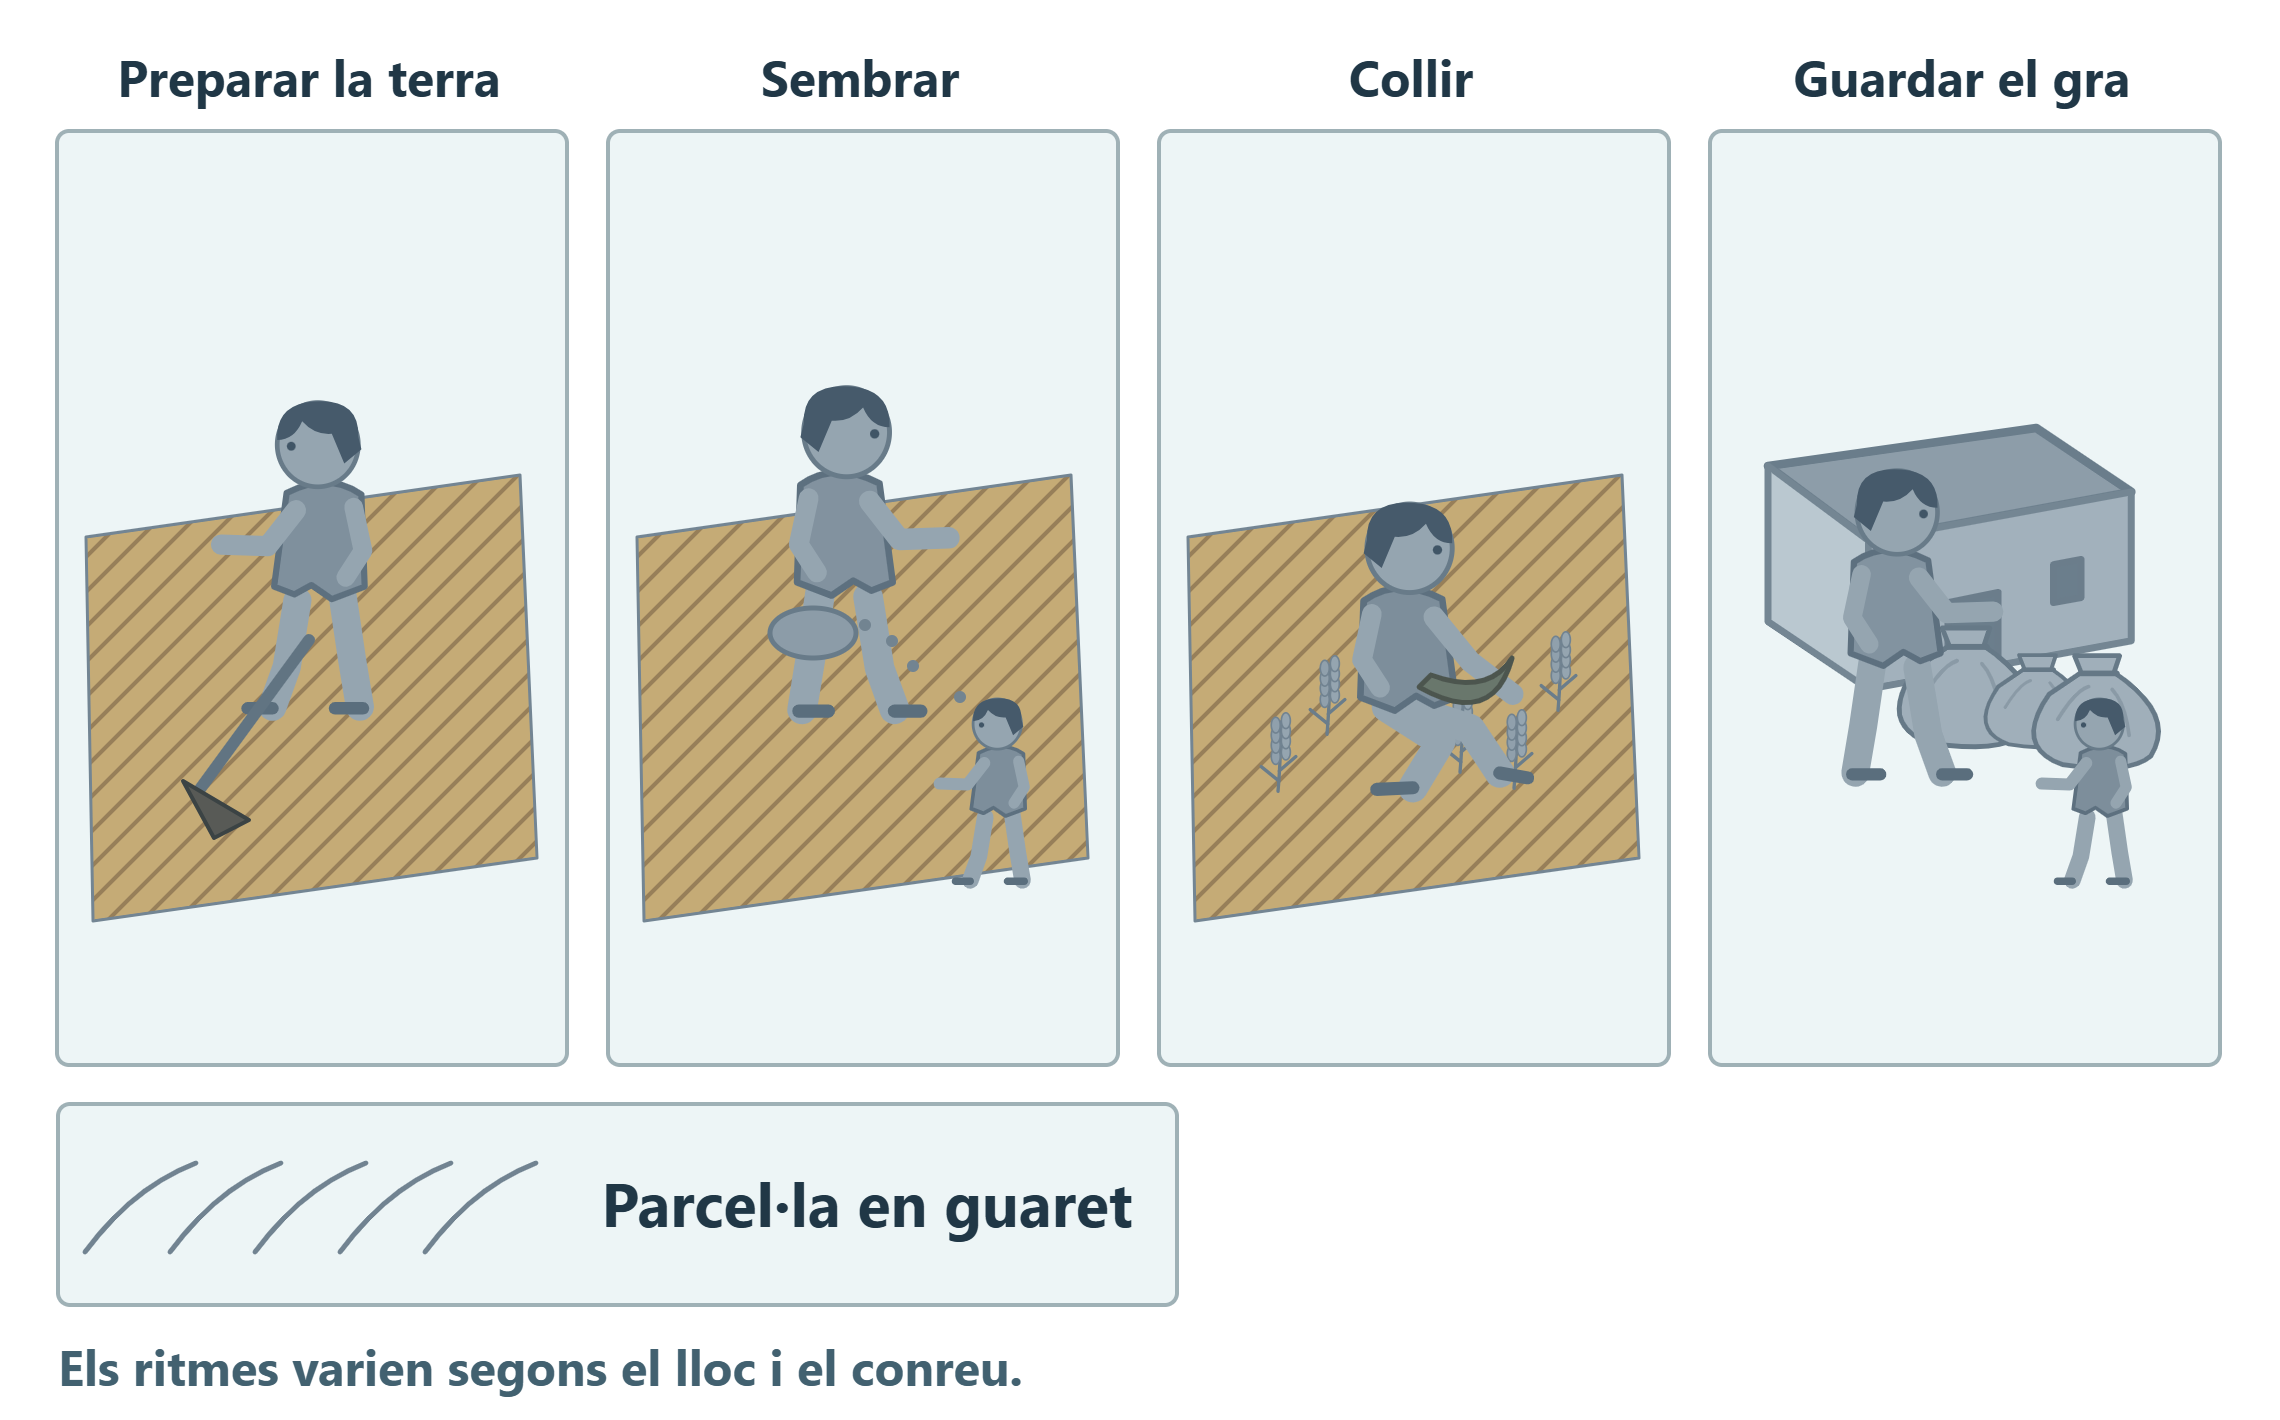 Preparar la terra
Sembrar
Collir
Guardar el gra
Parcel·la en guaret
Els ritmes varien segons el lloc i el conreu.